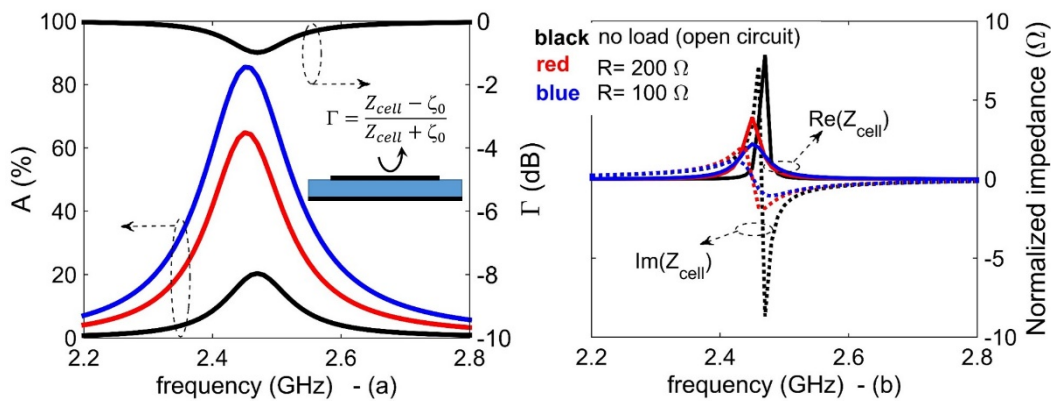 100%
80
60
40
20
0
A (%)
0
-2
-4
-6
-8
-10
Γ (dB)
Γ = (Z_cell − ζ_0) / (Z_cell + ζ_0)
2.2 2.4 2.6 2.8
frequency (GHz) - (a)
black no load (open circuit)
red R= 200 Ω
blue R= 100 Ω
Re(Z_cell)
Im(Z_cell)
10
5
0
-5
-10
Normalized impedance (Ω)
2.2 2.4 2.6 2.8
frequency (GHz) - (b)